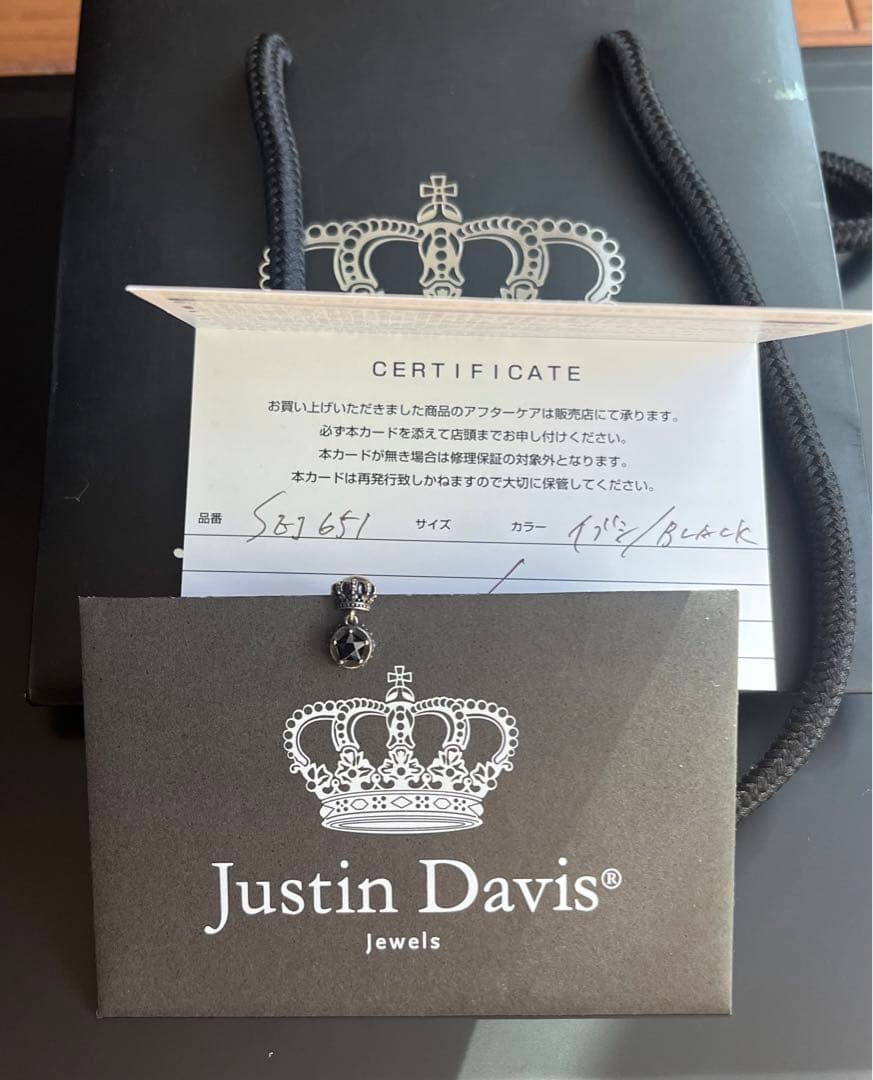 CERTIFICATE
お買い上げいただきました商品のアフターケアは販売店にて承ります。
必ず本カードを添えて店頭までお申し付けください。
本カードが無き場合は修理保証の対象外となります。
本カードは再発行致しかねますので大切に保管してください。
品番 SEJ651 サイズ カラー イブシ/BLACK
Justin Davis®
Jewels